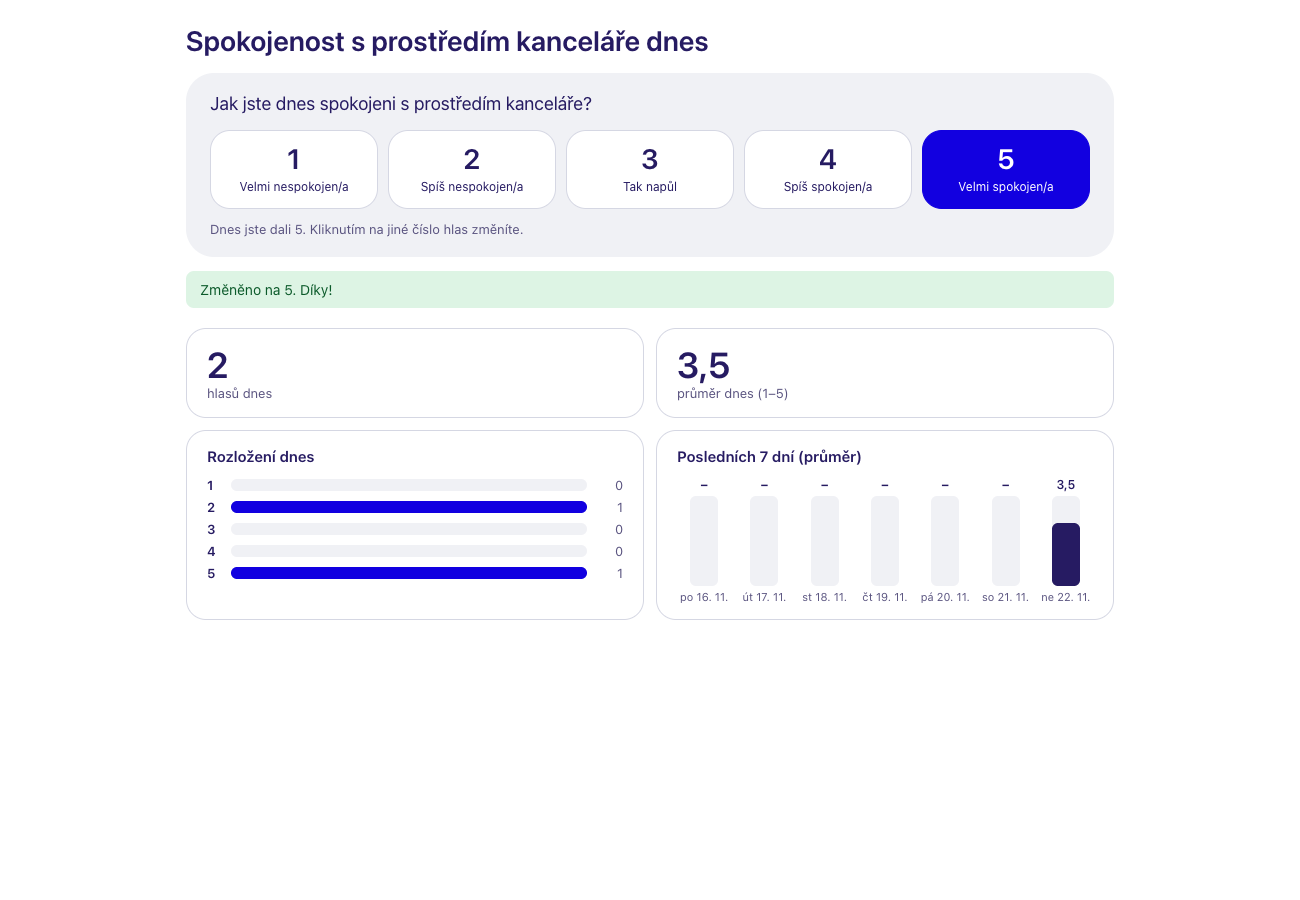 Spokojenost s prostředím kanceláře dnes
Jak jste dnes spokojeni s prostředím kanceláře?
1
Velmi nespokojen/a
2
Spíš nespokojen/a
3
Tak napůl
4
Spíš spokojen/a
5
Velmi spokojen/a
Dnes jste dali 5. Kliknutím na jiné číslo hlas změníte.
Změněno na 5. Díky!
2
hlasů dnes
3,5
průměr dnes (1–5)
Rozložení dnes
1 0
2 1
3 0
4 0
5 1
Posledních 7 dní (průměr)
– – – – – – 3,5
po 16. 11. út 17. 11. st 18. 11. čt 19. 11. pá 20. 11. so 21. 11. ne 22. 11.